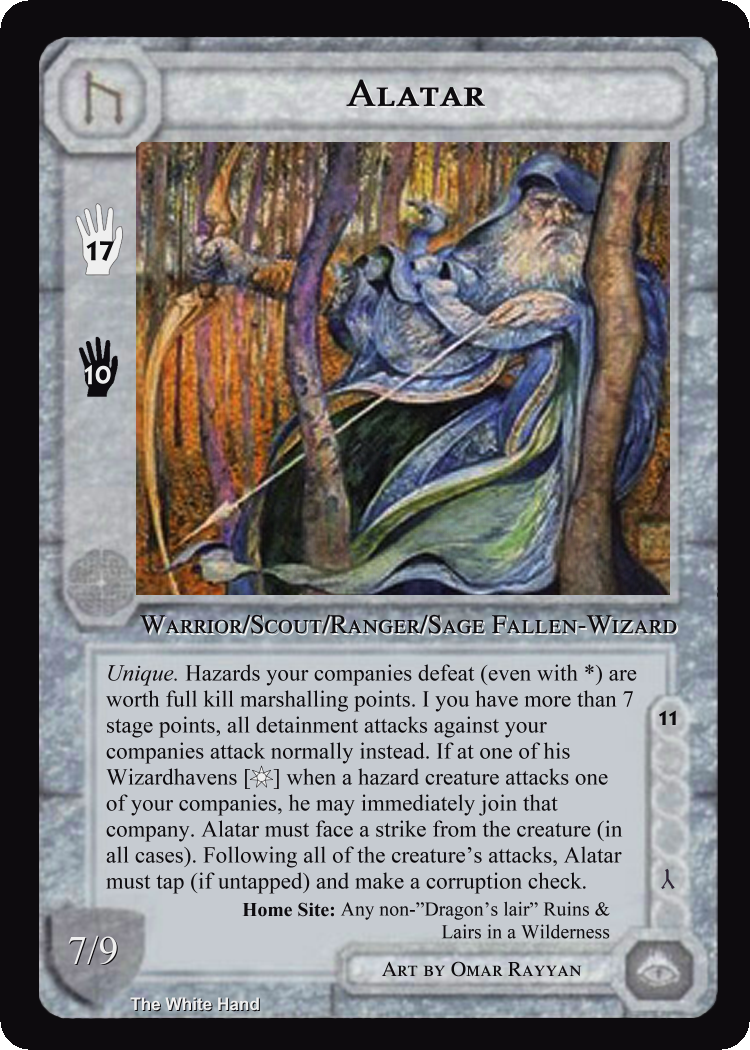 ALATAR
17
10
WARRIOR/SCOUT/RANGER/SAGE FALLEN-WIZARD
Unique. Hazards your companies defeat (even with *) are
worth full kill marshalling points. I you have more than 7
stage points, all detainment attacks against your
companies attack normally instead. If at one of his
Wizardhavens [] when a hazard creature attacks one
of your companies, he may immediately join that
company. Alatar must face a strike from the creature (in
all cases). Following all of the creature’s attacks, Alatar
must tap (if untapped) and make a corruption check.
11
Home Site: Any non-”Dragon’s lair” Ruins &
Lairs in a Wilderness
7/9
ART BY OMAR RAYYAN
The White Hand